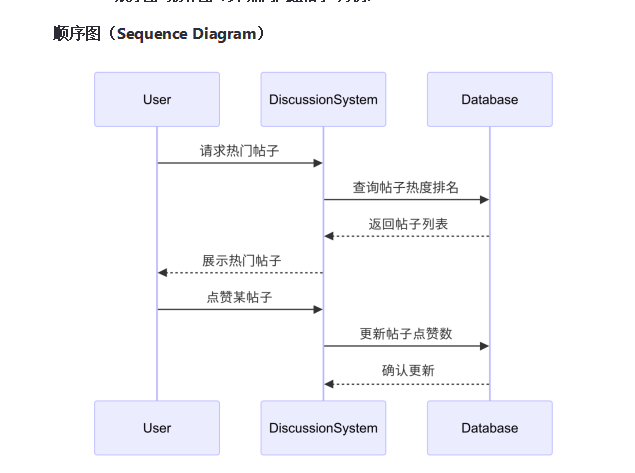 顺序图（Sequence Diagram）
User DiscussionSystem Database
请求热门帖子
查询帖子热度排名
返回帖子列表
展示热门帖子
点赞某帖子
更新帖子点赞数
确认更新
User DiscussionSystem Database